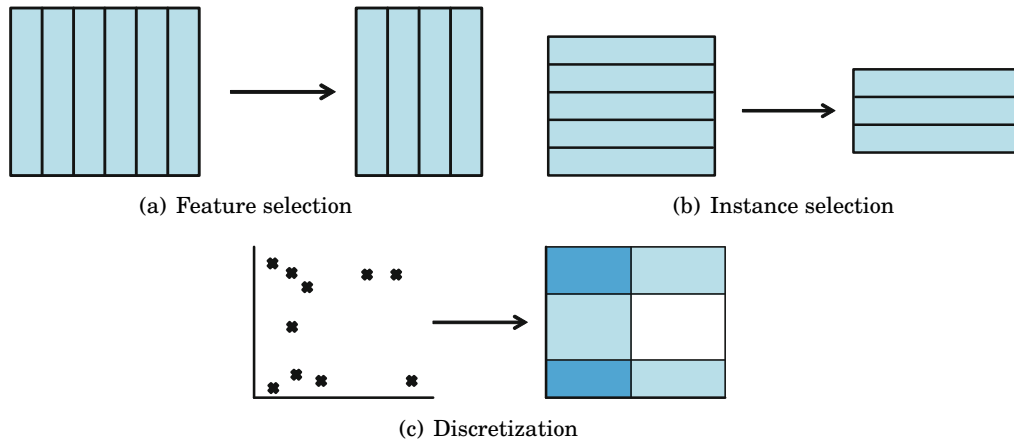 (a) Feature selection
(b) Instance selection
(c) Discretization